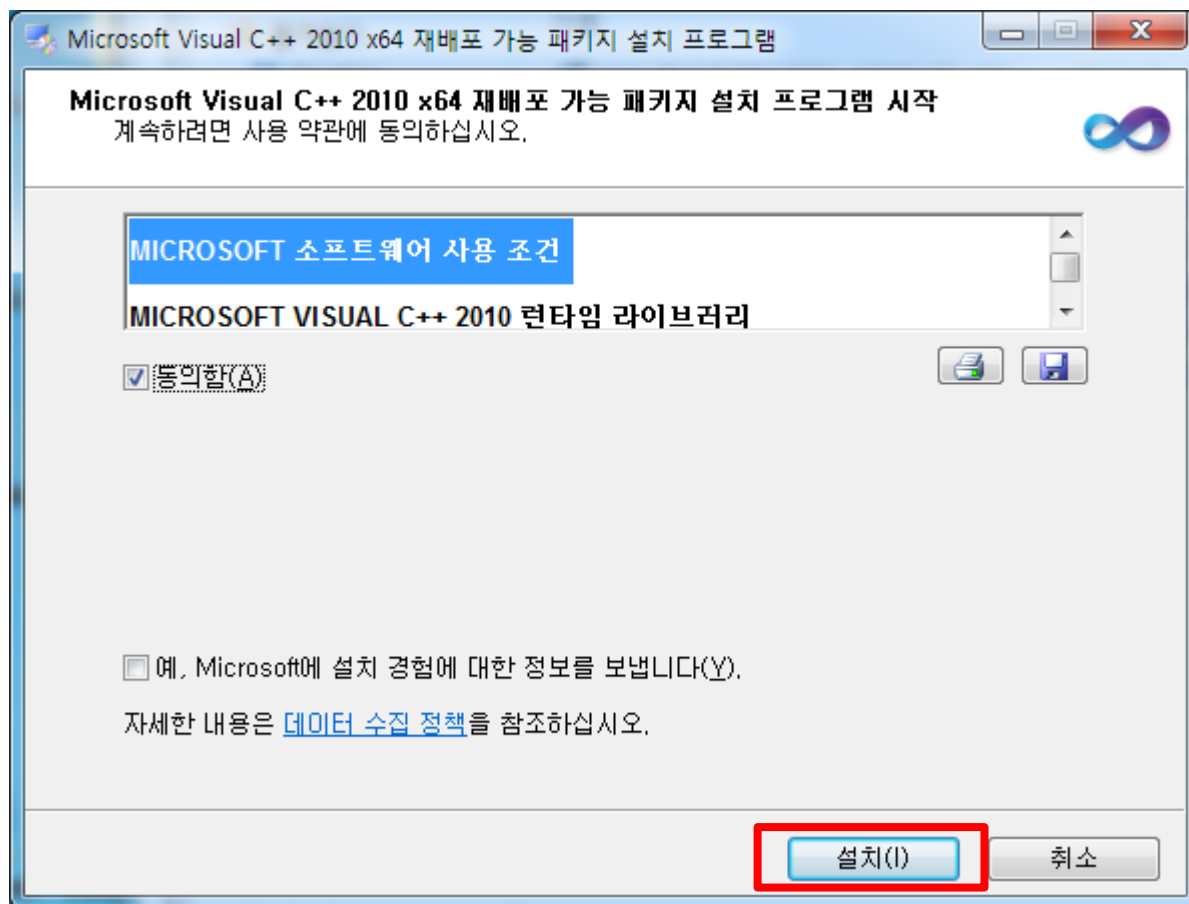 Microsoft Visual C++ 2010 x64 재배포 가능 패키지 설치 프로그램
Microsoft Visual C++ 2010 x64 재배포 가능 패키지 설치 프로그램 시작
계속하려면 사용 약관에 동의하십시오.
MICROSOFT 소프트웨어 사용 조건
MICROSOFT VISUAL C++ 2010 런타임 라이브러리
동의함(A)
예, Microsoft에 설치 경험에 대한 정보를 보냅니다(Y).
자세한 내용은 데이터 수집 정책을 참조하십시오.
설치(I)
취소